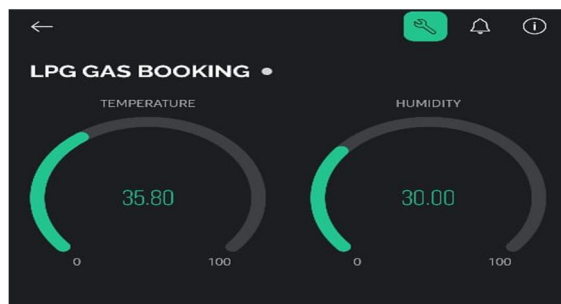 LPG GAS BOOKING
TEMPERATURE
HUMIDITY
35.80
30.00
0
100
0
100